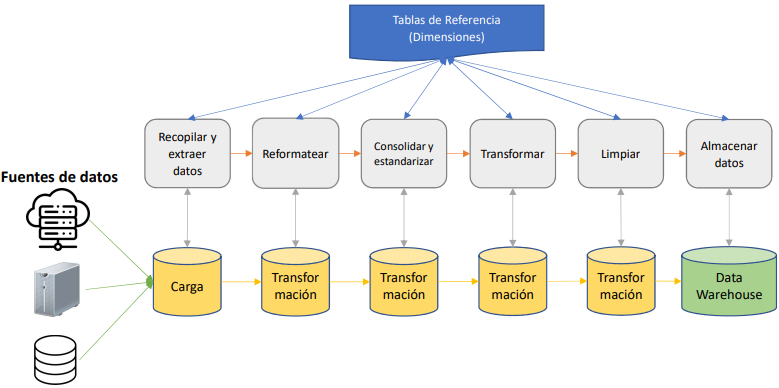 Tablas de Referencia
(Dimensiones)
Recopilar y
extraer
datos
Reformatear
Consolidar y
estandarizar
Transformar
Limpiar
Almacenar
datos
Fuentes de datos
Carga
Transfor
mación
Transfor
mación
Transfor
mación
Transfor
mación
Data
Warehouse